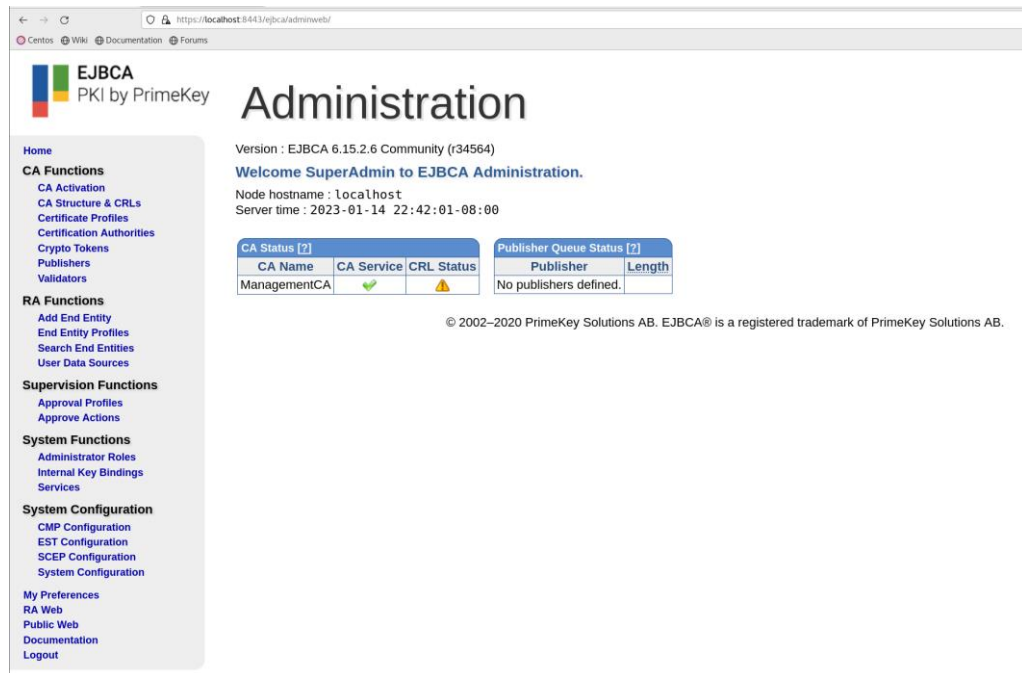 https://localhost:8443/ejbca/adminweb/
Centos Wiki Documentation Forums
EJBCA
PKI by PrimeKey
Administration
Home
CA Functions
CA Activation
CA Structure & CRLs
Certificate Profiles
Certification Authorities
Crypto Tokens
Publishers
Validators
RA Functions
Add End Entity
End Entity Profiles
Search End Entities
User Data Sources
Supervision Functions
Approval Profiles
Approve Actions
System Functions
Administrator Roles
Internal Key Bindings
Services
System Configuration
CMP Configuration
EST Configuration
SCEP Configuration
System Configuration
My Preferences
RA Web
Public Web
Documentation
Logout
Version : EJBCA 6.15.2.6 Community (r34564)
Welcome SuperAdmin to EJBCA Administration.
Node hostname : localhost
Server time : 2023-01-14 22:42:01-08:00
CA Status [?]
CA Name CA Service CRL Status
ManagementCA
Publisher Queue Status [?]
Publisher Length
No publishers defined.
© 2002–2020 PrimeKey Solutions AB. EJBCA® is a registered trademark of PrimeKey Solutions AB.